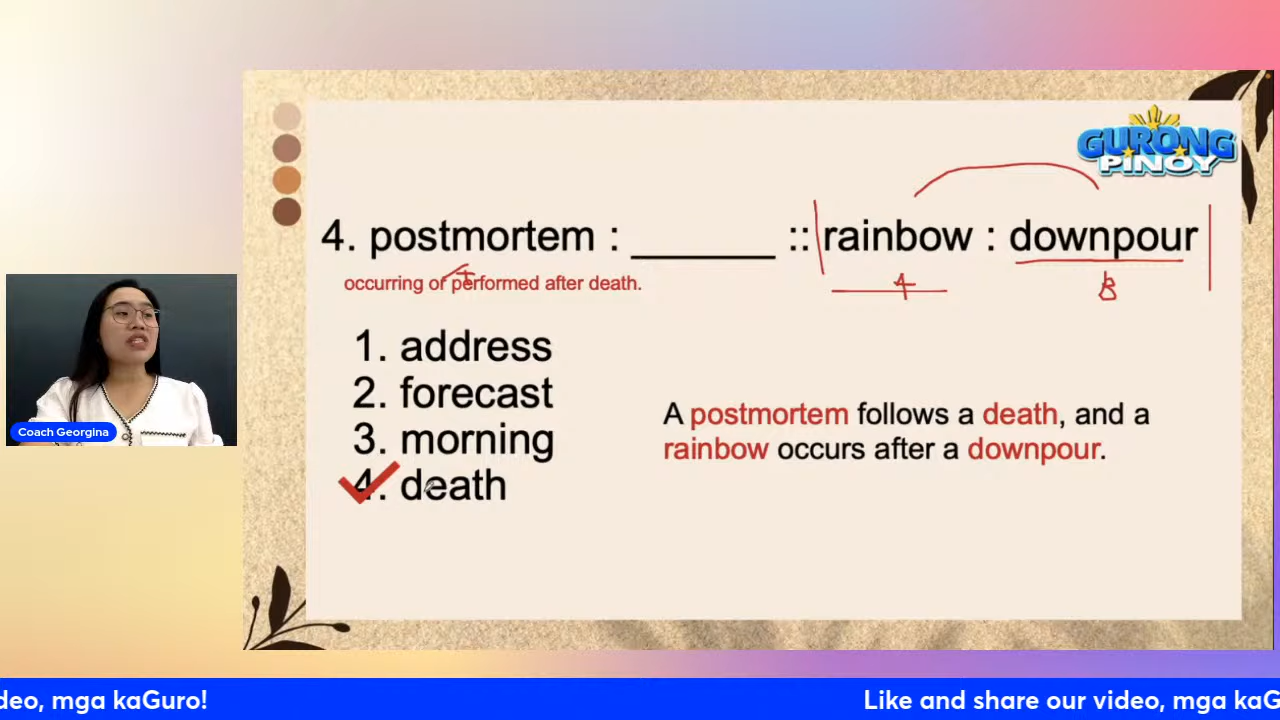 GURONG
PINOY
4. postmortem : ______ :: rainbow : downpour
occurring of performed after death.
A
B
1. address
2. forecast
3. morning
4. death
A postmortem follows a death, and a
rainbow occurs after a downpour.
Coach Georgina
deo, mga kaGuro!
Like and share our video, mga kaG